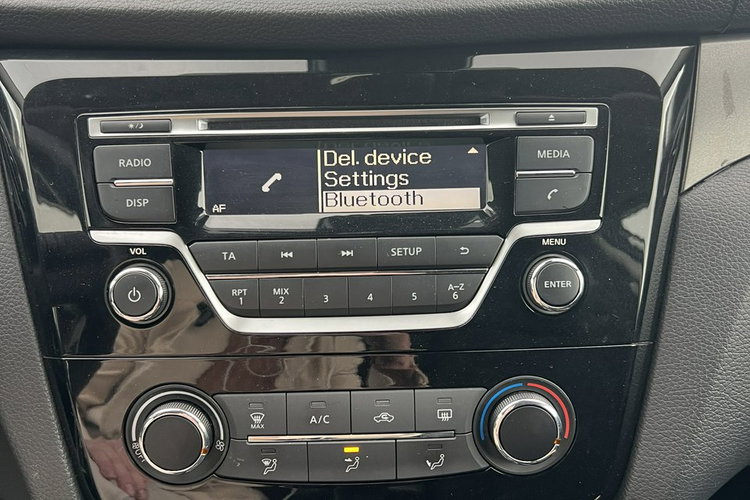 RADIO
DISP
Del. device
Settings
Bluetooth
AF
MEDIA
VOL
TA
SETUP
MENU
RPT
1
MIX
2
3
4
5
A-Z
6
ENTER
MAX
A/C